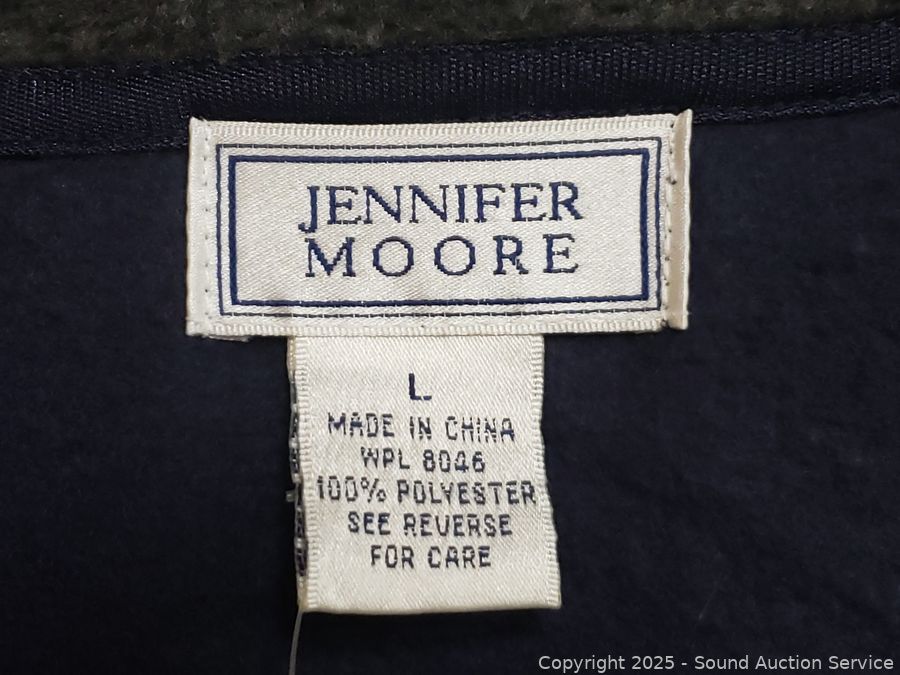 JENNIFER
MOORE
L
MADE IN CHINA
WPL 8046
100% POLYESTER
SEE REVERSE
FOR CARE
Copyright 2025 - Sound Auction Service